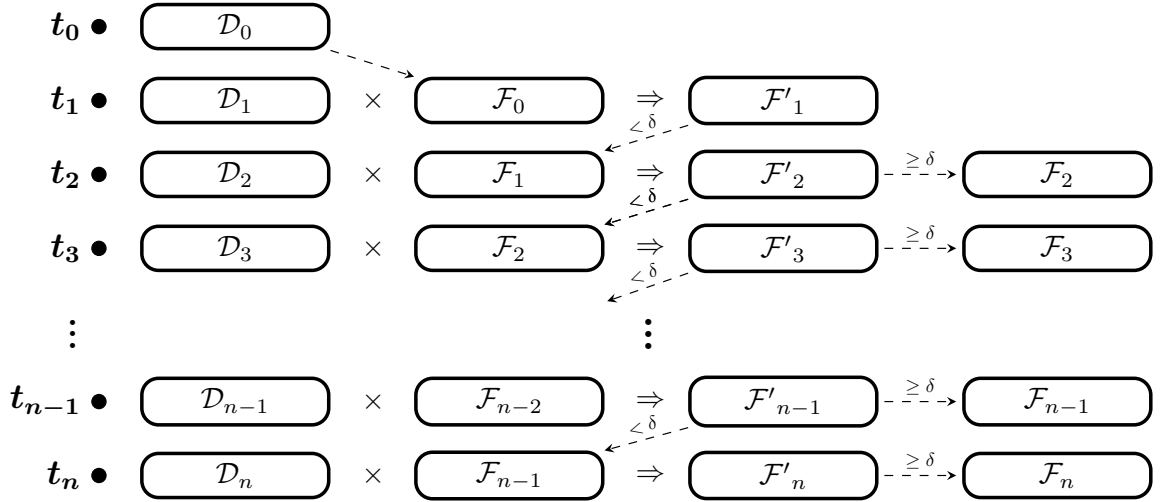 t₀ ● 𝒟₀
t₁ ● 𝒟₁ × ℱ₀ ⇒ ℱ′₁
< δ
t₂ ● 𝒟₂ × ℱ₁ ⇒ ℱ′₂ ≥ δ ℱ₂
< δ
t₃ ● 𝒟₃ × ℱ₂ ⇒ ℱ′₃ ≥ δ ℱ₃
< δ
⋮ ⋮
tₙ₋₁ ● 𝒟ₙ₋₁ × ℱₙ₋₂ ⇒ ℱ′ₙ₋₁ ≥ δ ℱₙ₋₁
< δ
tₙ ● 𝒟ₙ × ℱₙ₋₁ ⇒ ℱ′ₙ ≥ δ ℱₙ